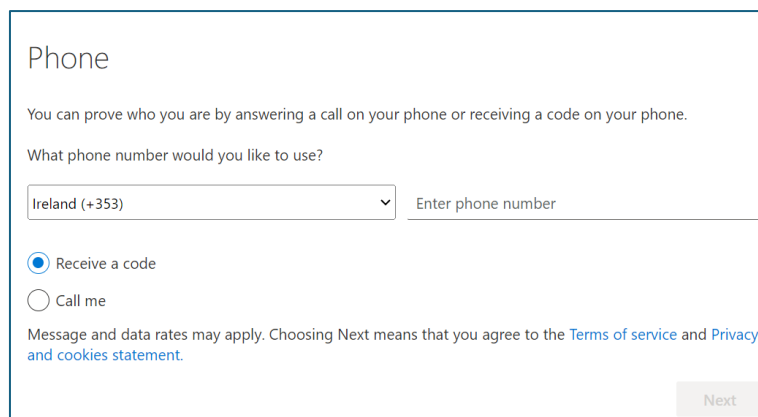 Phone
You can prove who you are by answering a call on your phone or receiving a code on your phone.
What phone number would you like to use?
Ireland (+353) Enter phone number
Receive a code
Call me
Message and data rates may apply. Choosing Next means that you agree to the Terms of service and Privacy
and cookies statement.
Next